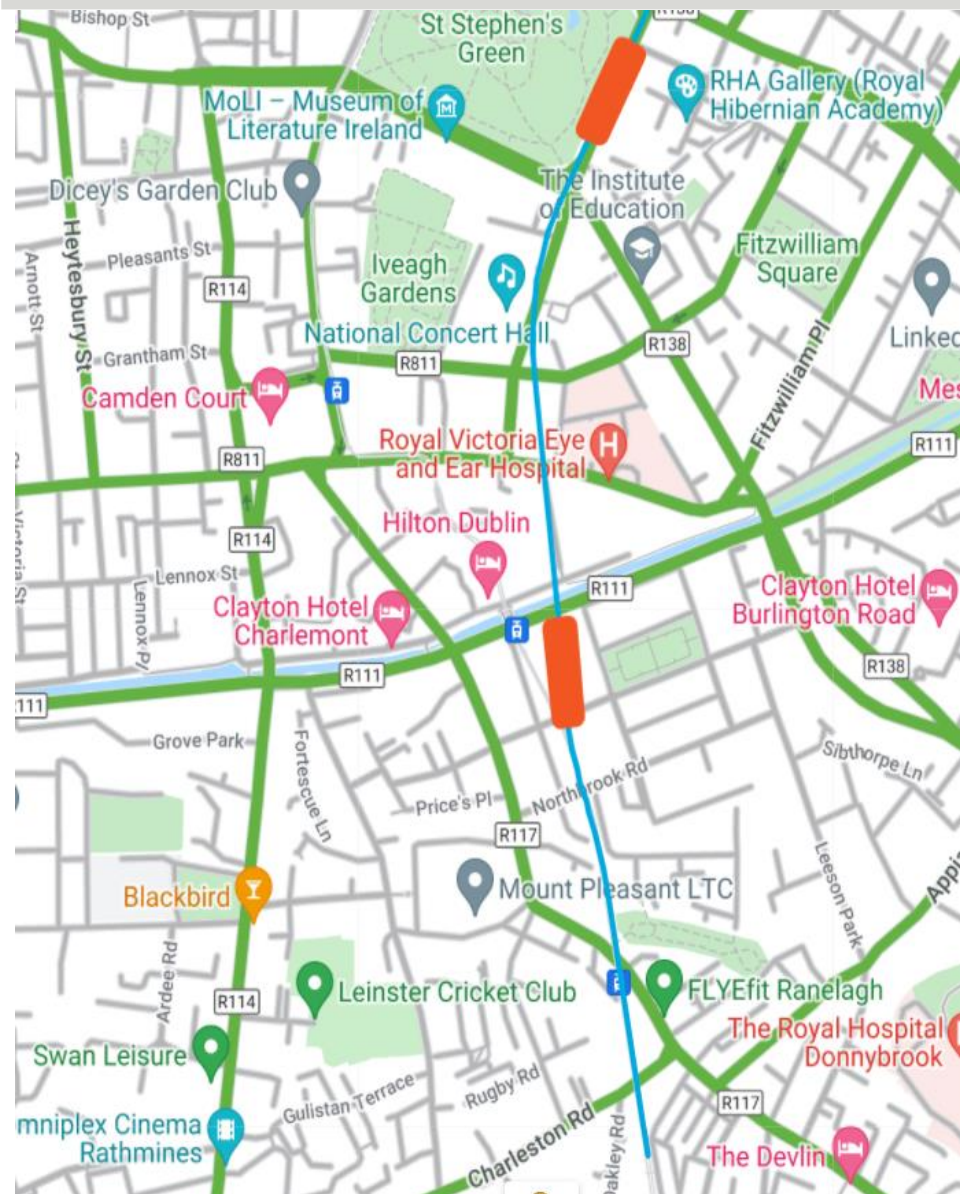 Bishop St
St Stephen's
Green
R138
MoLI – Museum of
Literature Ireland
RHA Gallery (Royal
Hibernian Academy)
Dicey's Garden Club
The Institute
of Education
Heytesbury St
Arnott St
Pleasants St
R114
Iveagh
Gardens
Fitzwilliam
Square
National Concert Hall
Grantham St
R811
R138
Fitzwilliam Pl
Camden Court
Royal Victoria Eye
and Ear Hospital
R811
R111
Victoria St
R114
Hilton Dublin
Lennox St
Lennox Pl
Clayton Hotel
Charlemont
R111
Clayton Hotel
Burlington Road
R111
R138
Grove Park
Fortescue Ln
Sibthorpe Ln
Price's Pl
Northbrook Rd
R117
Leeson Park
Blackbird
Mount Pleasant LTC
Ardee Rd
R114
Leinster Cricket Club
FLYEfit Ranelagh
Swan Leisure
The Royal Hospital
Donnybrook
Gulistan Terrace
Rugby Rd
R117
mniplex Cinema
Rathmines
Charleston Rd
Oakley Rd
The Devlin